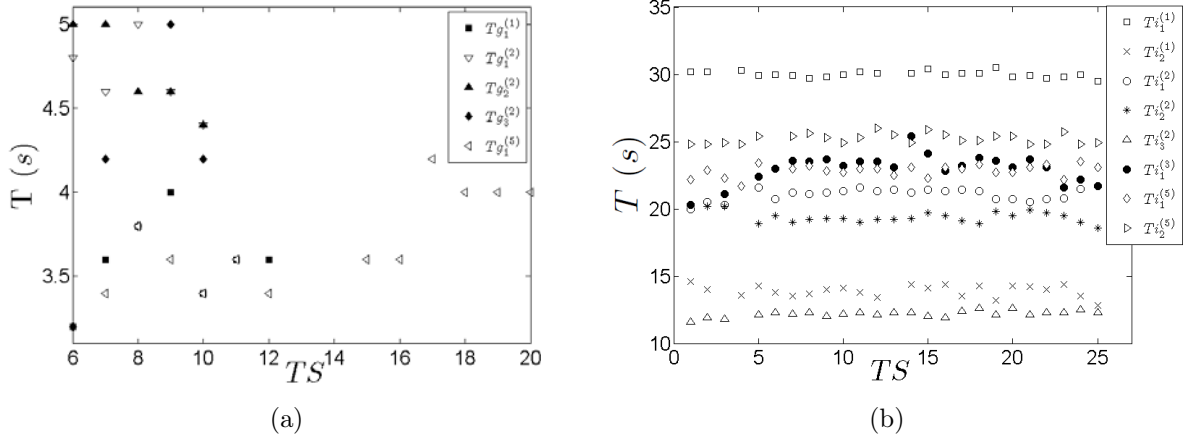 5
4.5
4
3.5
T (s)
6 8 10 12 14 16 18 20
TS
Tg₁⁽¹⁾
Tg₁⁽²⁾
Tg₂⁽²⁾
Tg₃⁽²⁾
Tg₁⁽⁵⁾
(a)
35
30
25
20
15
10
T (s)
0 5 10 15 20 25
TS
Ti₁⁽¹⁾
Ti₂⁽¹⁾
Ti₁⁽²⁾
Ti₂⁽²⁾
Ti₃⁽²⁾
Ti₁⁽³⁾
Ti₁⁽⁵⁾
Ti₂⁽⁵⁾
(b)